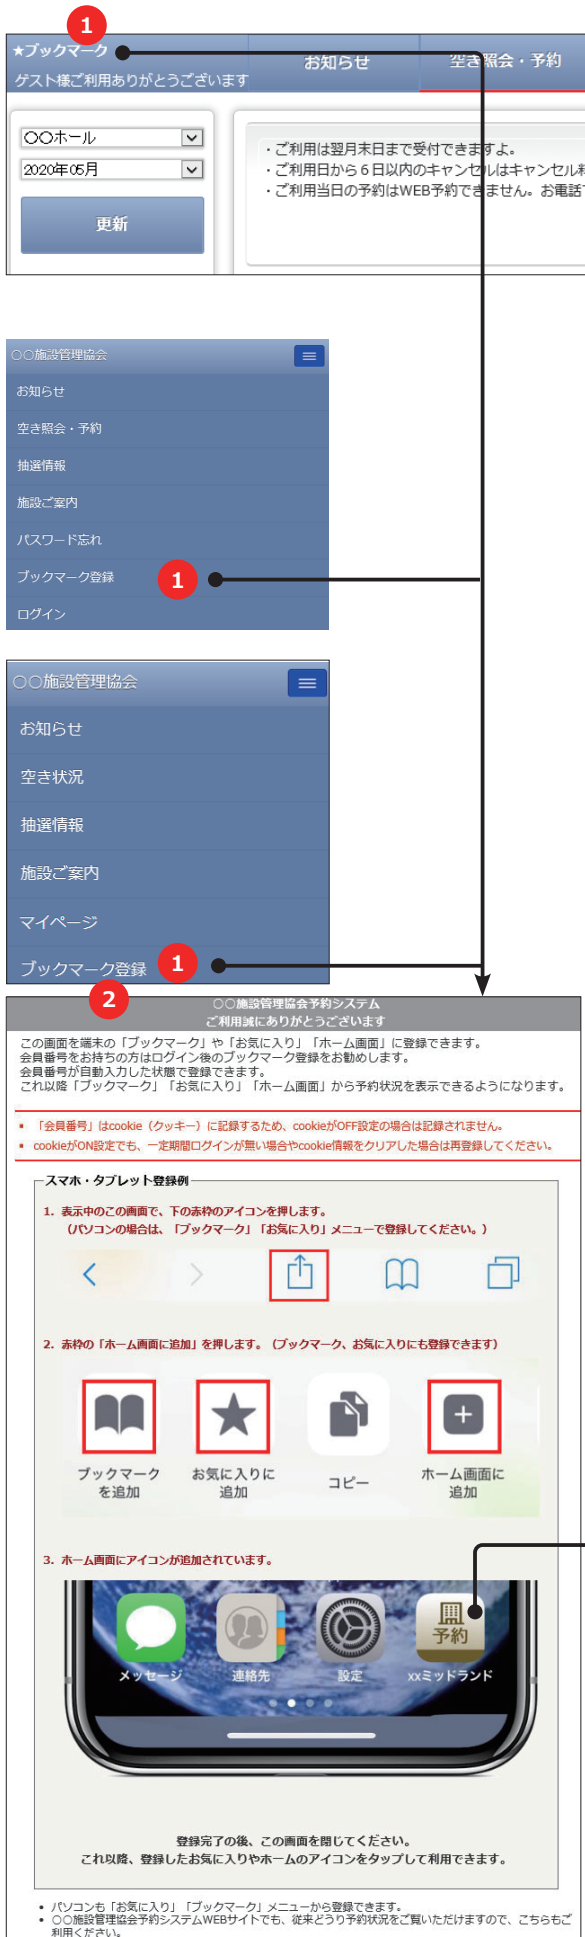 1
★ブックマーク
ゲスト様ご利用ありがとうございます
お知らせ
空き照会・予約
〇〇ホール
2020年05月
更新
・ご利用は翌月末日まで受付できますよ。
・ご利用日から6日以内のキャンセルはキャンセル料
・ご利用当日の予約はWEB予約できません。お電話
〇〇施設管理協会
お知らせ
空き照会・予約
抽選情報
施設ご案内
パスワード忘れ
ブックマーク登録
1
ログイン
〇〇施設管理協会
お知らせ
空き状況
抽選情報
施設ご案内
マイページ
ブックマーク登録
1
2
〇〇施設管理協会予約システム
ご利用誠にありがとうございます
この画面を端末の「ブックマーク」や「お気に入り」「ホーム画面」に登録できます。
会員番号をお持ちの方はログイン後のブックマーク登録をお勧めします。
会員番号が自動入力した状態で登録できます。
これ以降「ブックマーク」「お気に入り」「ホーム画面」から予約状況を表示できるようになります。
▪ 「会員番号」はcookie（クッキー）に記録するため、cookieがOFF設定の場合は記録されません。
▪ cookieがON設定でも、一定期間ログインが無い場合やcookie情報をクリアした場合は再登録してください。
スマホ・タブレット登録例
1. 表示中のこの画面で、下の赤枠のアイコンを押します。
（パソコンの場合は、「ブックマーク」「お気に入り」メニューで登録してください。）
2. 赤枠の「ホーム画面に追加」を押します。（ブックマーク、お気に入りにも登録できます）
ブックマーク
を追加
お気に入りに
追加
コピー
ホーム画面に
追加
3. ホーム画面にアイコンが追加されています。
予約
メッセージ
連絡先
設定
xxミッドランド
登録完了の後、この画面を閉じてください。
これ以降、登録したお気に入りやホームのアイコンをタップして利用できます。
• パソコンも「お気に入り」「ブックマーク」メニューから登録できます。
• 〇〇施設管理協会予約システムWEBサイトでも、従来どうり予約状況をご覧いただけますので、こちらもご
利用ください。